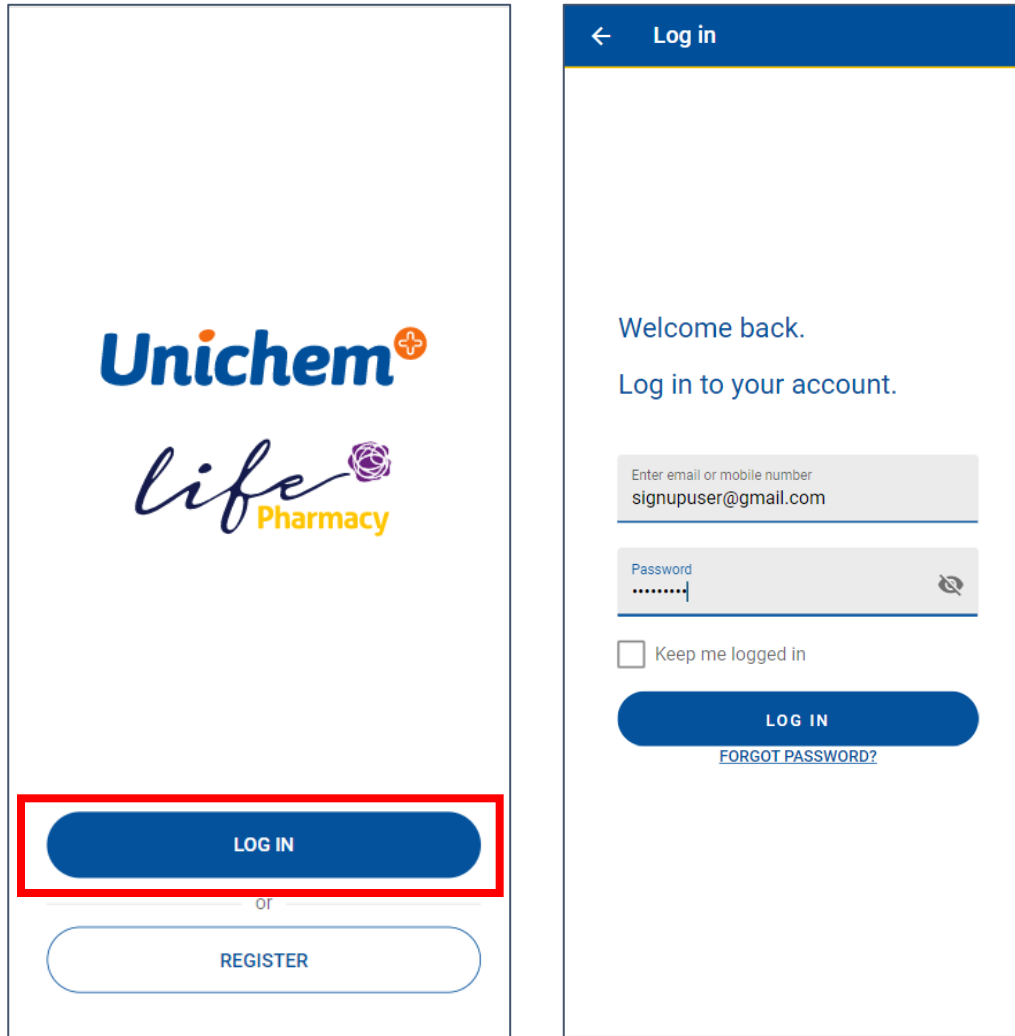 Unichem
life
Pharmacy
LOG IN
or
REGISTER
Log in
Welcome back.
Log in to your account.
Enter email or mobile number
signupuser@gmail.com
Password
•••••••••
Keep me logged in
LOG IN
FORGOT PASSWORD?